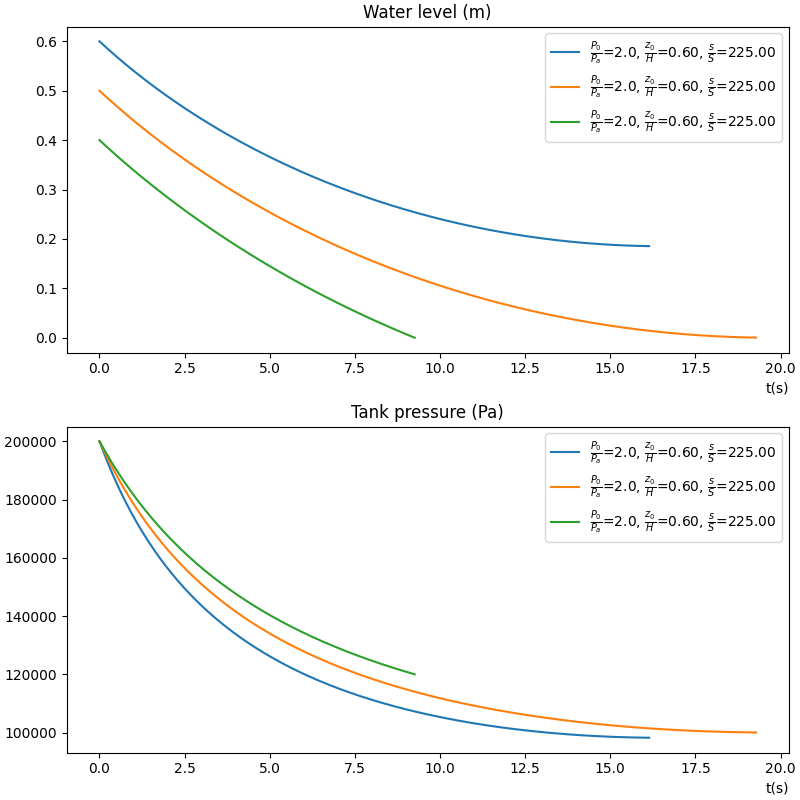 Water level (m)
P₀/Pₐ=2.0, z₀/H=0.60, s/S=225.00
P₀/Pₐ=2.0, z₀/H=0.60, s/S=225.00
P₀/Pₐ=2.0, z₀/H=0.60, s/S=225.00
0.6
0.5
0.4
0.3
0.2
0.1
0.0
0.0 2.5 5.0 7.5 10.0 12.5 15.0 17.5 20.0
t(s)
Tank pressure (Pa)
P₀/Pₐ=2.0, z₀/H=0.60, s/S=225.00
P₀/Pₐ=2.0, z₀/H=0.60, s/S=225.00
P₀/Pₐ=2.0, z₀/H=0.60, s/S=225.00
200000
180000
160000
140000
120000
100000
0.0 2.5 5.0 7.5 10.0 12.5 15.0 17.5 20.0
t(s)